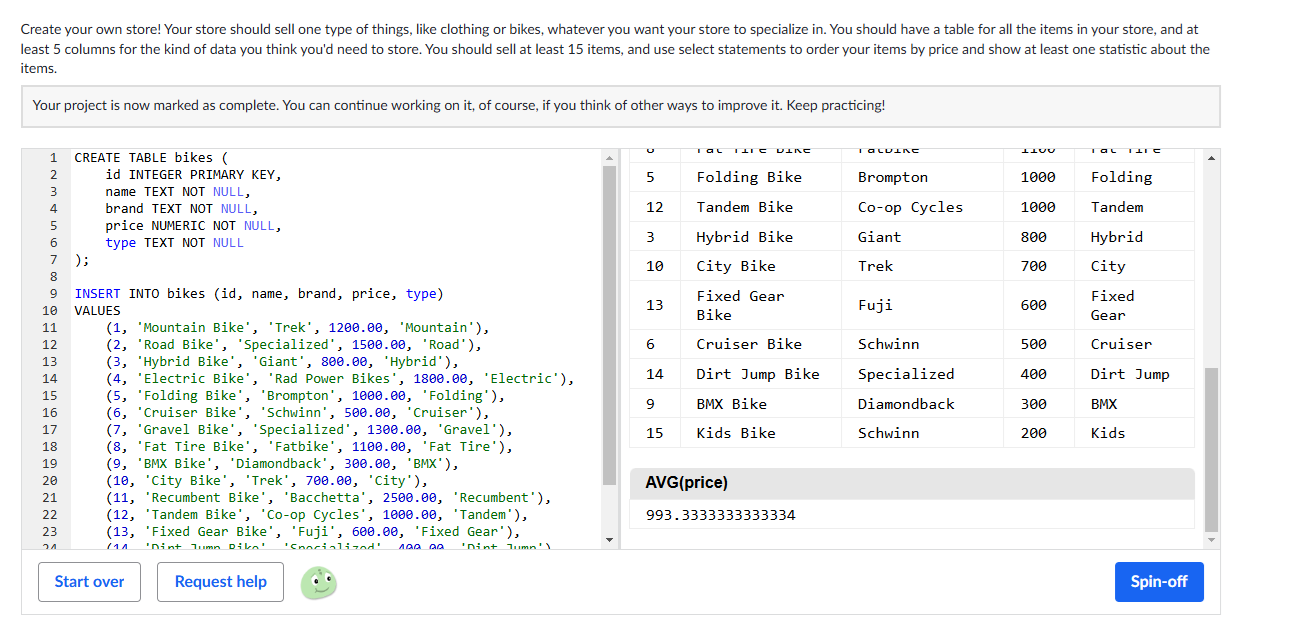 Create your own store! Your store should sell one type of things, like clothing or bikes, whatever you want your store to specialize in. You should have a table for all the items in your store, and at
least 5 columns for the kind of data you think you'd need to store. You should sell at least 15 items, and use select statements to order your items by price and show at least one statistic about the
items.
Your project is now marked as complete. You can continue working on it, of course, if you think of other ways to improve it. Keep practicing!
1 CREATE TABLE bikes (
2 id INTEGER PRIMARY KEY,
3 name TEXT NOT NULL,
4 brand TEXT NOT NULL,
5 price NUMERIC NOT NULL,
6 type TEXT NOT NULL
7 );
8
9 INSERT INTO bikes (id, name, brand, price, type)
10 VALUES
11 (1, 'Mountain Bike', 'Trek', 1200.00, 'Mountain'),
12 (2, 'Road Bike', 'Specialized', 1500.00, 'Road'),
13 (3, 'Hybrid Bike', 'Giant', 800.00, 'Hybrid'),
14 (4, 'Electric Bike', 'Rad Power Bikes', 1800.00, 'Electric'),
15 (5, 'Folding Bike', 'Brompton', 1000.00, 'Folding'),
16 (6, 'Cruiser Bike', 'Schwinn', 500.00, 'Cruiser'),
17 (7, 'Gravel Bike', 'Specialized', 1300.00, 'Gravel'),
18 (8, 'Fat Tire Bike', 'Fatbike', 1100.00, 'Fat Tire'),
19 (9, 'BMX Bike', 'Diamondback', 300.00, 'BMX'),
20 (10, 'City Bike', 'Trek', 700.00, 'City'),
21 (11, 'Recumbent Bike', 'Bacchetta', 2500.00, 'Recumbent'),
22 (12, 'Tandem Bike', 'Co-op Cycles', 1000.00, 'Tandem'),
23 (13, 'Fixed Gear Bike', 'Fuji', 600.00, 'Fixed Gear'),
24 (14, 'Dirt Jump Bike', 'Specialized', 400.00, 'Dirt Jump')
8 Fat Tire Bike Fatbike 1100 Fat Tire
5 Folding Bike Brompton 1000 Folding
12 Tandem Bike Co-op Cycles 1000 Tandem
3 Hybrid Bike Giant 800 Hybrid
10 City Bike Trek 700 City
13 Fixed Gear Bike Fuji 600 Fixed Gear
6 Cruiser Bike Schwinn 500 Cruiser
14 Dirt Jump Bike Specialized 400 Dirt Jump
9 BMX Bike Diamondback 300 BMX
15 Kids Bike Schwinn 200 Kids
AVG(price)
993.3333333333334
Start over
Request help
Spin-off